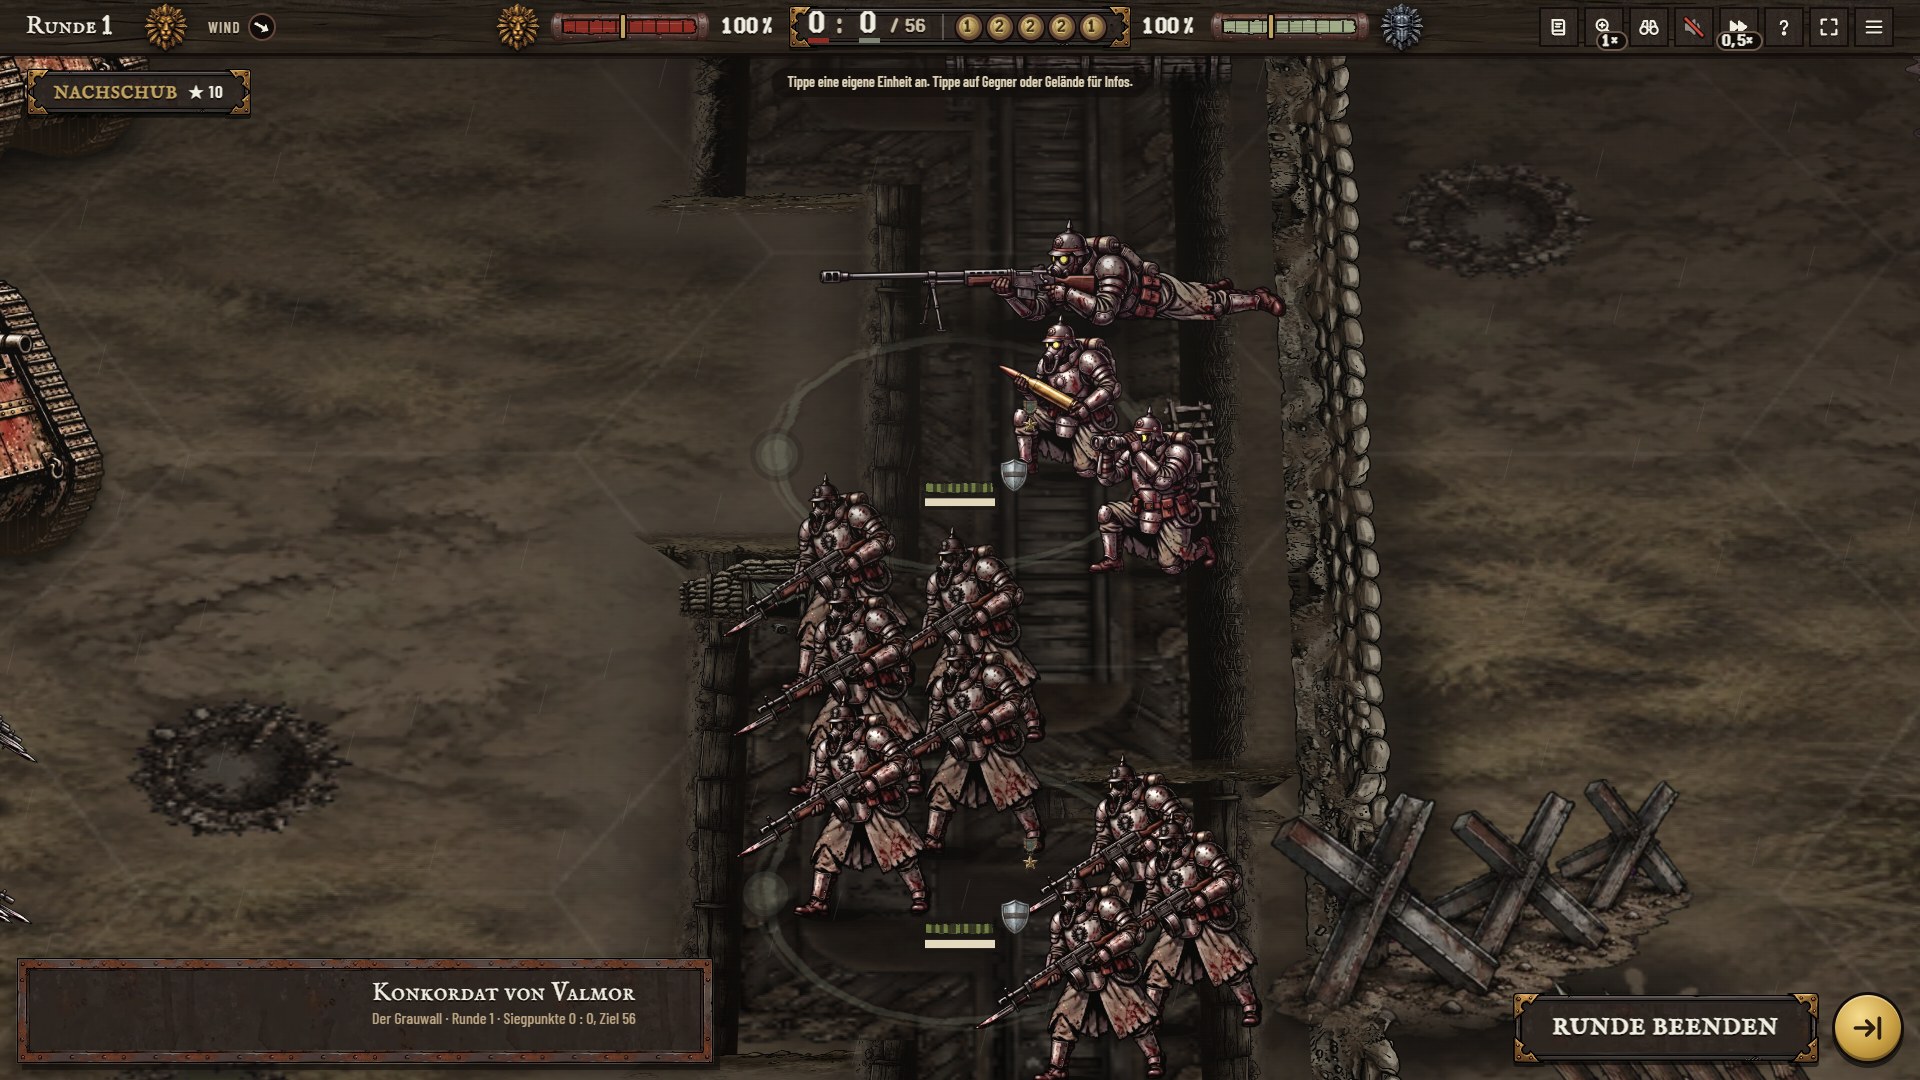 Runde 1
WIND
100 %
0 : 0 / 56
1 2 2 2 1
100 %
1×
0,5×
?
NACHSCHUB ★ 10
Tippe eine eigene Einheit an. Tippe auf Gegner oder Gelände für Infos.
Konkordat von Valmor
Der Grauwall · Runde 1 · Siegpunkte 0 : 0, Ziel 56
RUNDE BEENDEN